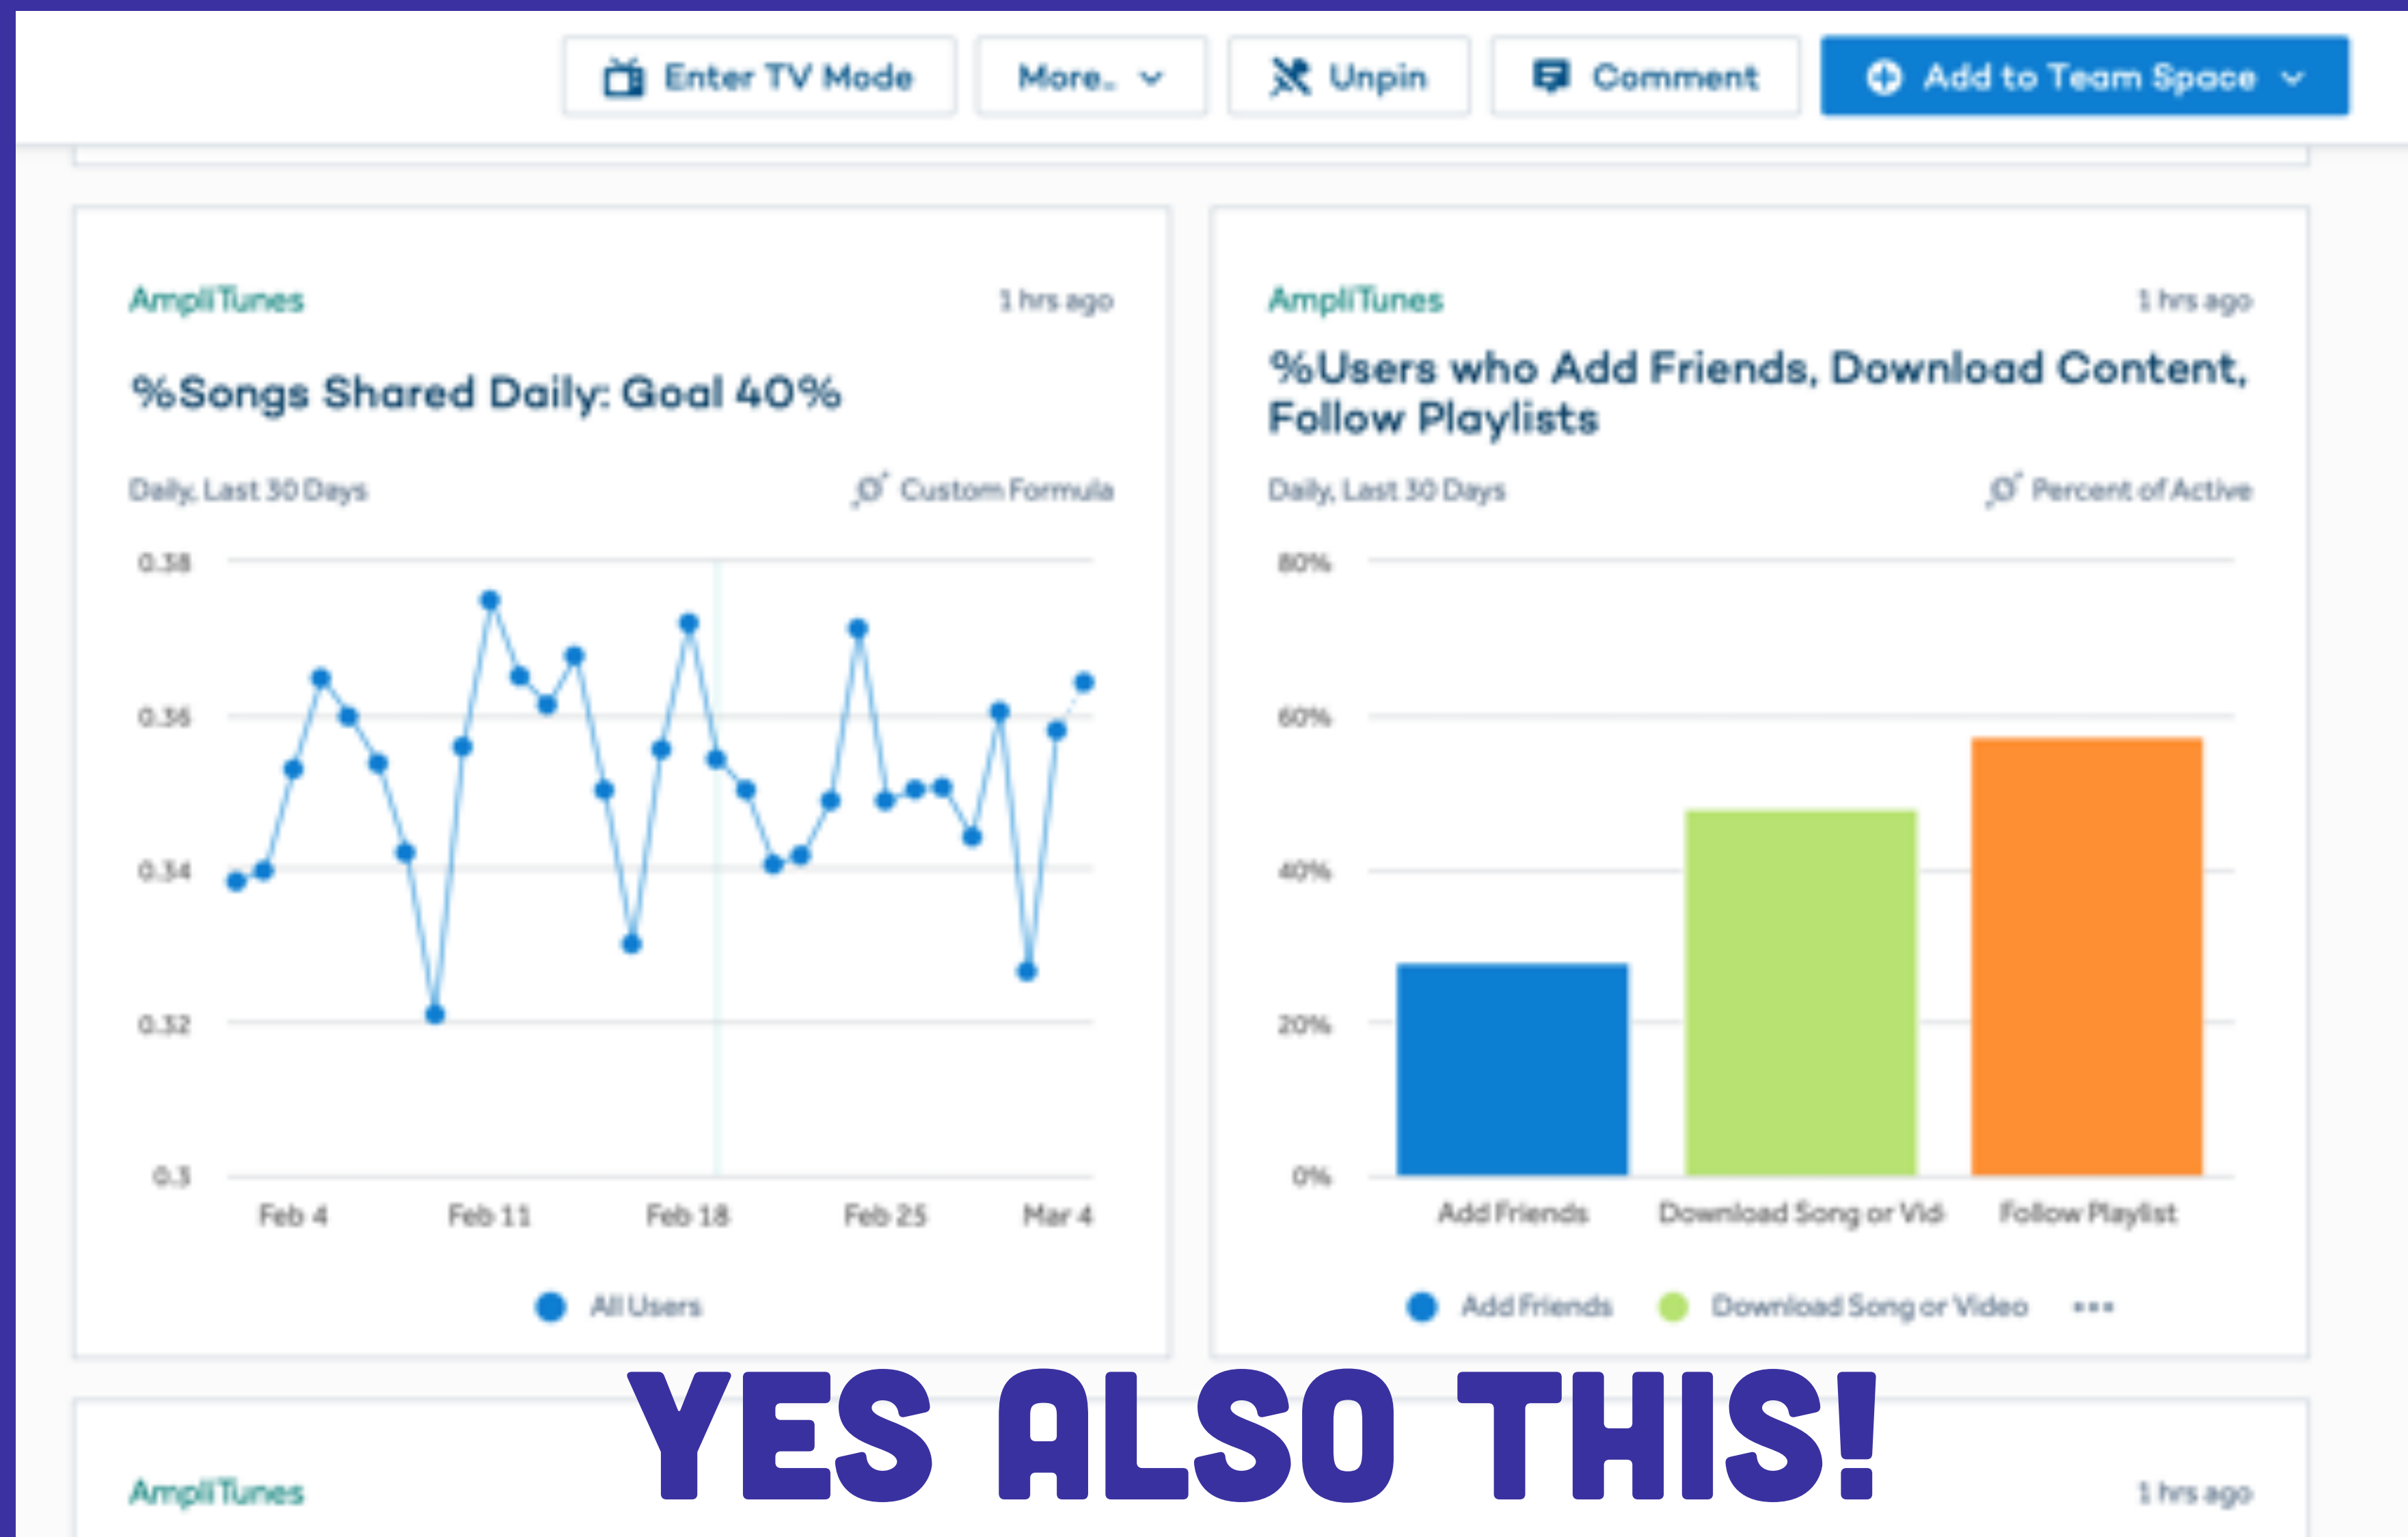 Enter TV Mode More.. Unpin Comment Add to Team Space
AmpliTunes 1 hrs ago
%Songs Shared Daily: Goal 40%
Daily, Last 30 Days Custom Formula
0.38
0.36
0.34
0.32
0.3
Feb 4 Feb 11 Feb 18 Feb 25 Mar 4
All Users
AmpliTunes 1 hrs ago
%Users who Add Friends, Download Content,
Follow Playlists
Daily, Last 30 Days Percent of Active
80%
60%
40%
20%
0%
Add Friends Download Song or Vid Follow Playlist
Add Friends Download Song or Video ...
YES ALSO THIS!
AmpliTunes 1 hrs ago